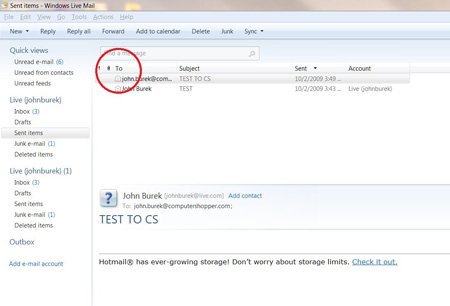 Sent items - Windows Live Mail
File Edit View Go Tools Actions Help
New Reply Reply all Forward Add to calendar Delete Junk Sync
Quick views
Unread e-mail (6)
Unread from contacts
Unread feeds
Live (johnburek)
Inbox (3)
Drafts
Sent items
Junk e-mail (1)
Deleted items
Live (johnburek) (1)
Inbox (3)
Drafts
Sent items
Junk e-mail (1)
Deleted items
Outbox
Add e-mail account
Find a message
! To Subject Sent Account
john.burek@com... TEST TO CS 10/2/2009 3:49 ...
John Burek TEST 10/2/2009 3:43 ... Live (johnburek)
John Burek [johnburek@live.com] Add contact
To: john.burek@computershopper.com;
TEST TO CS
Hotmail® has ever-growing storage! Don't worry about storage limits. Check it out.